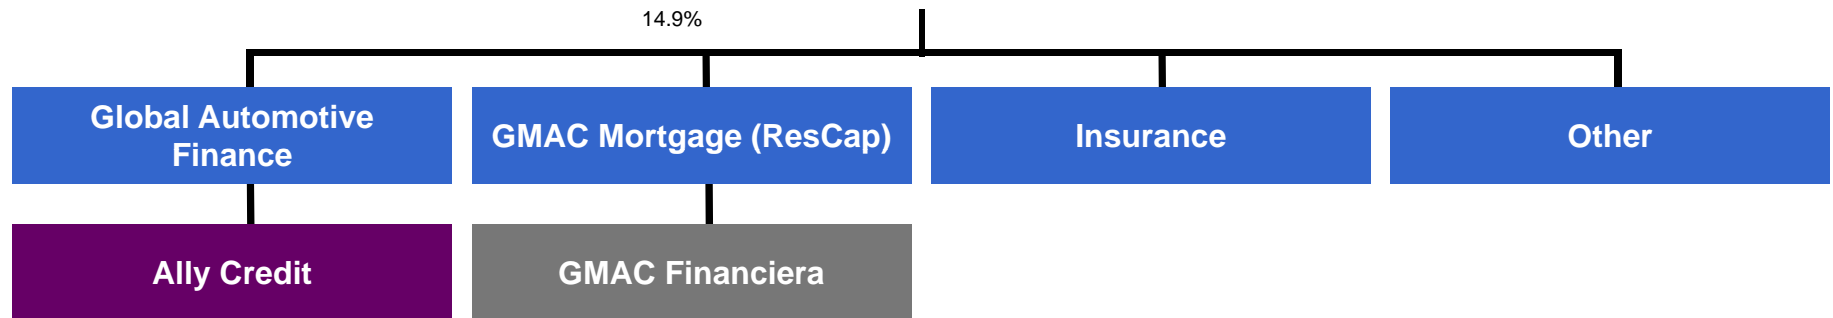 14.9%
Global Automotive
Finance
GMAC Mortgage (ResCap)
Insurance
Other
Ally Credit
GMAC Financiera